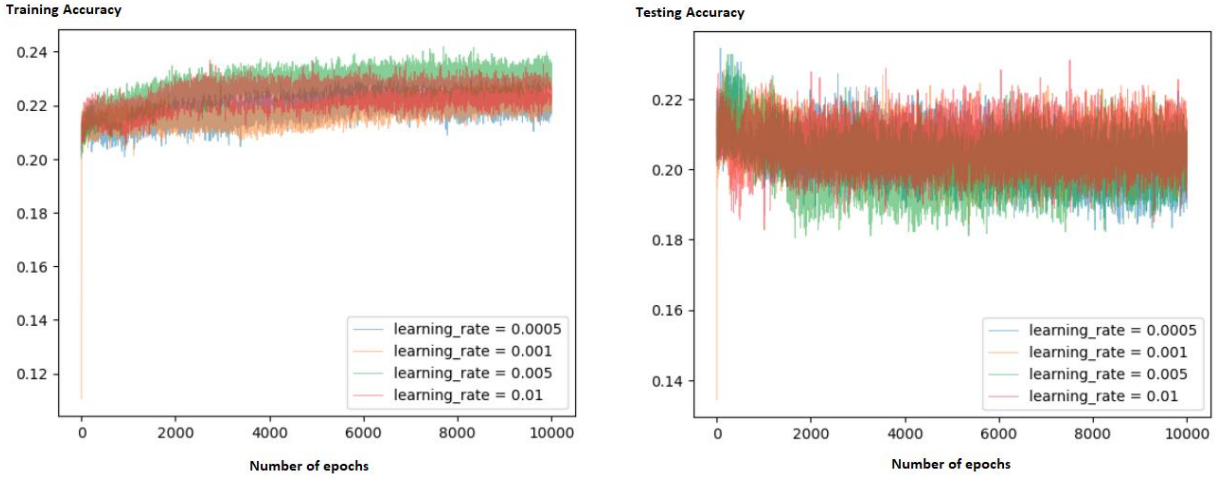 Training Accuracy
0.24
0.22
0.20
0.18
0.16
0.14
0.12
learning_rate = 0.0005
learning_rate = 0.001
learning_rate = 0.005
learning_rate = 0.01
0 2000 4000 6000 8000 10000
Number of epochs
Testing Accuracy
0.22
0.20
0.18
0.16
0.14
learning_rate = 0.0005
learning_rate = 0.001
learning_rate = 0.005
learning_rate = 0.01
0 2000 4000 6000 8000 10000
Number of epochs